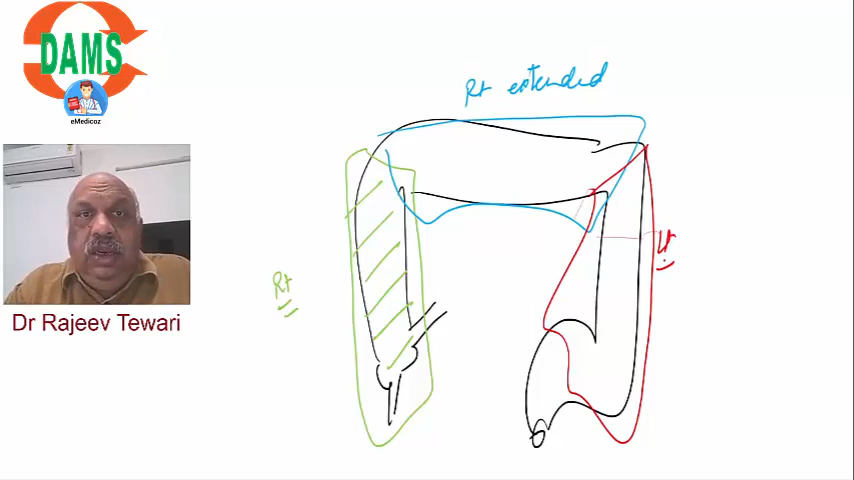 DAMS
eMedicoz
Rt extended
Lt
Rt
Dr Rajeev Tewari